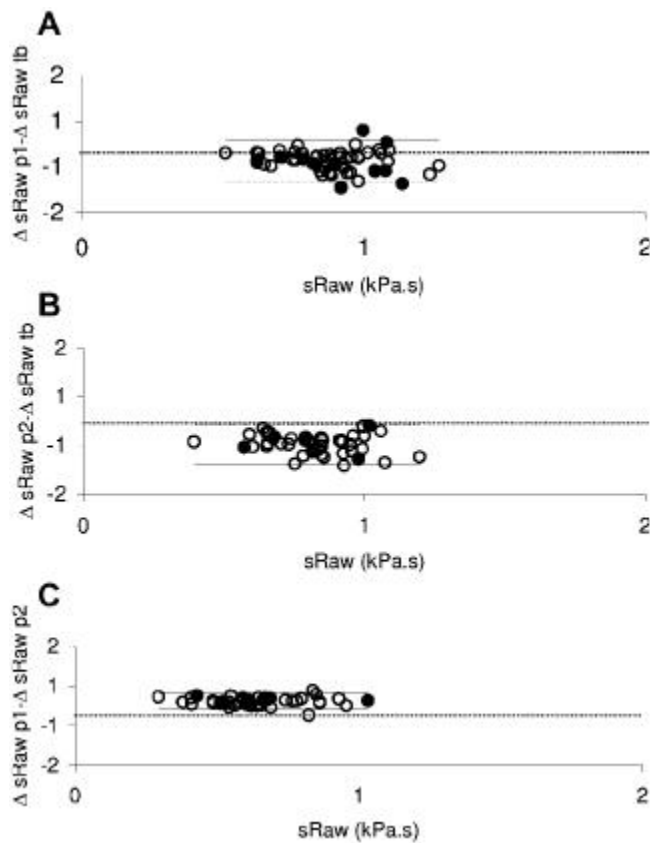 A
Δ sRaw p1-Δ sRaw tb
2
1
-1
-2
0
1
2
sRaw (kPa.s)
B
Δ sRaw p2-Δ sRaw tb
2
1
-1
-2
0
1
2
sRaw (kPa.s)
C
Δ sRaw p1-Δ sRaw p2
2
1
-1
-2
0
1
2
sRaw (kPa.s)